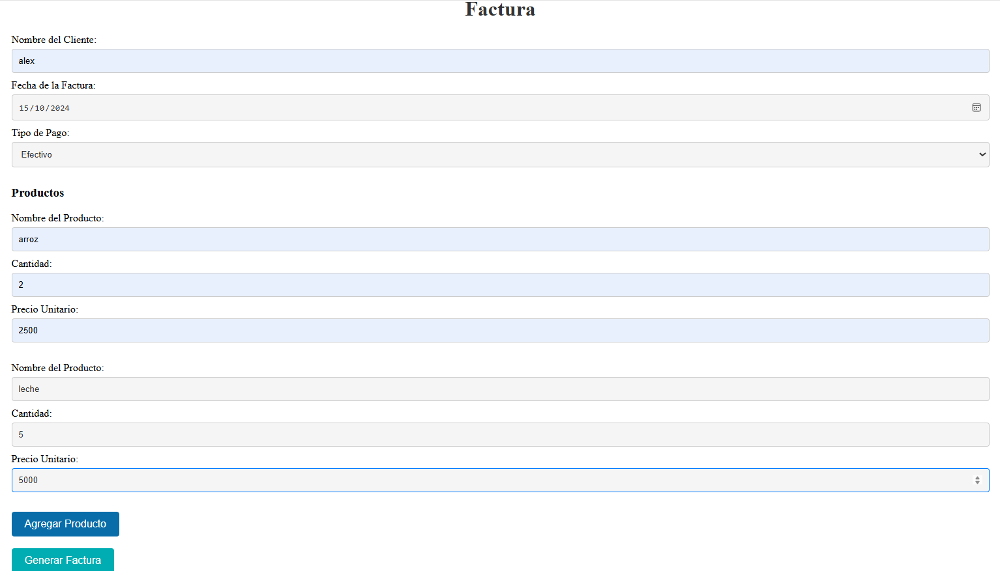 Factura
Nombre del Cliente:
alex
Fecha de la Factura:
15/10/2024
Tipo de Pago:
Efectivo
Productos
Nombre del Producto:
arroz
Cantidad:
2
Precio Unitario:
2500
Nombre del Producto:
leche
Cantidad:
5
Precio Unitario:
5000
Agregar Producto
Generar Factura